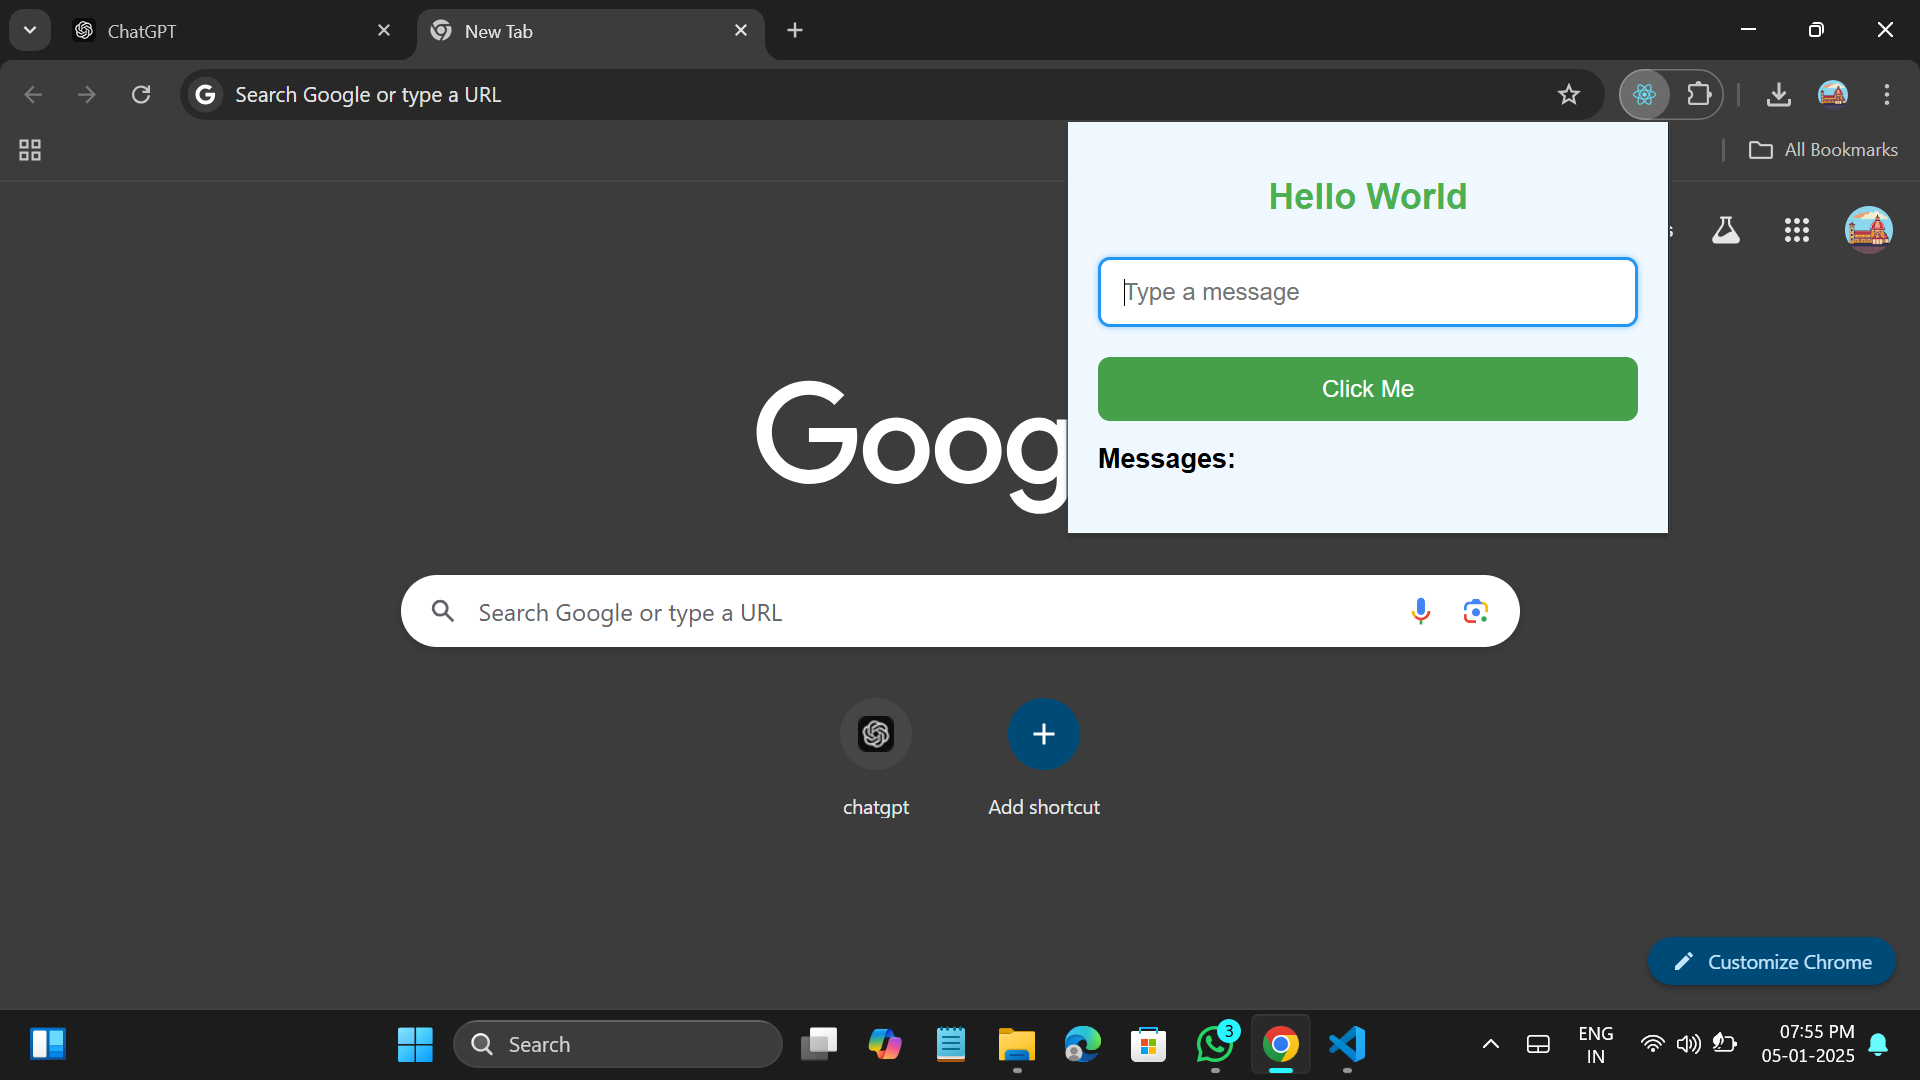 ChatGPT
New Tab
Search Google or type a URL
All Bookmarks
Hello World
Type a message
Click Me
Messages:
Goog
s
Search Google or type a URL
chatgpt
Add shortcut
Customize Chrome
Search
3
ENG
IN
07:55 PM
05-01-2025